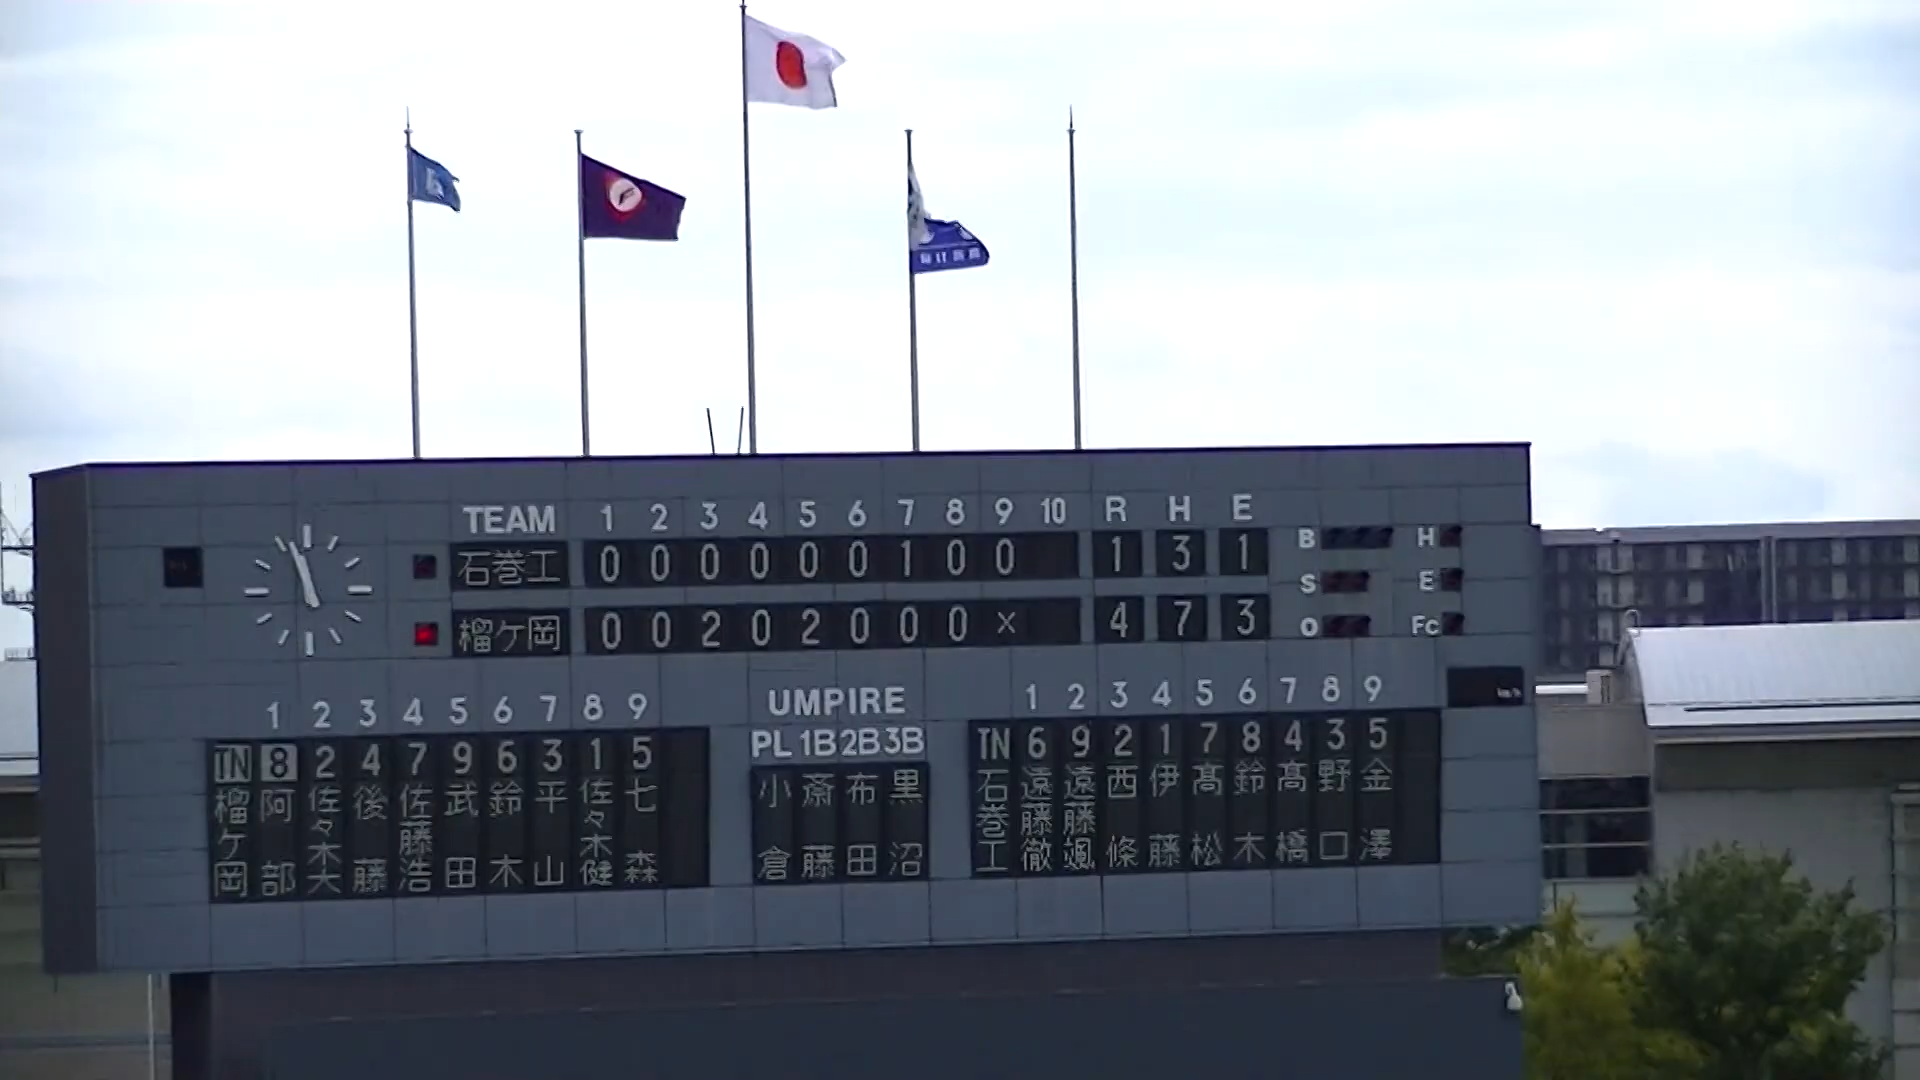 TEAM 1 2 3 4 5 6 7 8 9 10 R H E
石巻工 0 0 0 0 0 0 1 0 0 1 3 1
榴ケ岡 0 0 2 0 2 0 0 0 x 4 7 3
B H
S E
O Fc
1 2 3 4 5 6 7 8 9
IN 8 2 4 7 9 6 3 1 5
榴ケ岡
阿部
佐々木大
後藤
佐藤浩
武田
鈴木
平山
佐々木健
七森
UMPIRE
PL 1B 2B 3B
小倉
斎藤
布田
黒沼
1 2 3 4 5 6 7 8 9
IN 6 9 2 1 7 8 4 3 5
石巻工
遠藤徹
遠藤颯
西條
伊藤
髙松
鈴木
髙橋
野口
金澤
km/h